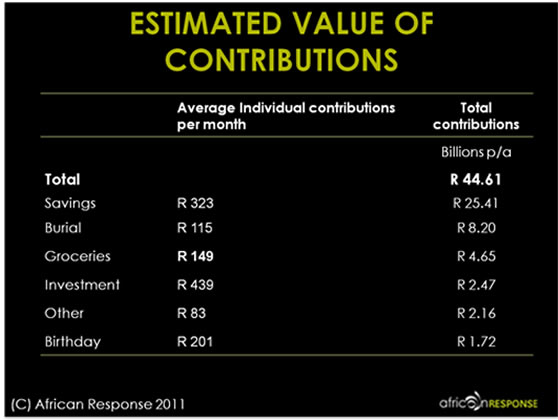 ESTIMATED VALUE OF
CONTRIBUTIONS
Average Individual contributions per month Total contributions
Billions p/a
Total R 44.61
Savings R 323 R 25.41
Burial R 115 R 8.20
Groceries R 149 R 4.65
Investment R 439 R 2.47
Other R 83 R 2.16
Birthday R 201 R 1.72
(C) African Response 2011
africanRESPONSE